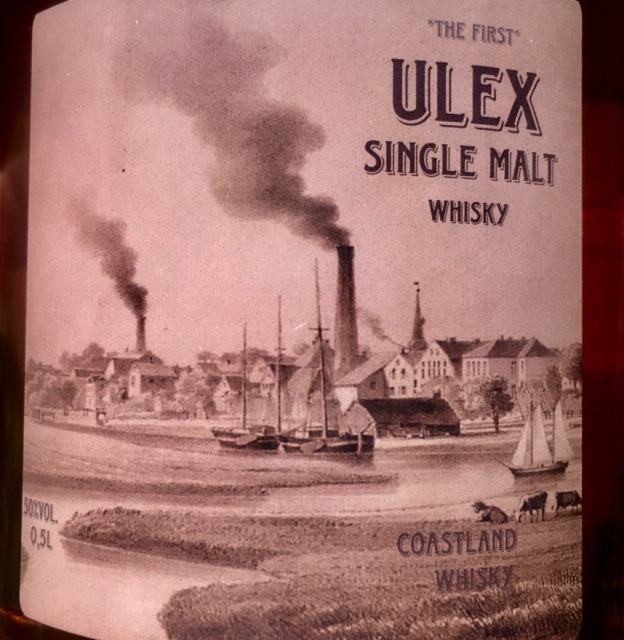 "THE FIRST"
ULEX
SINGLE MALT
WHISKY
50%VOL.
0,5L
COASTLAND
WHISKY